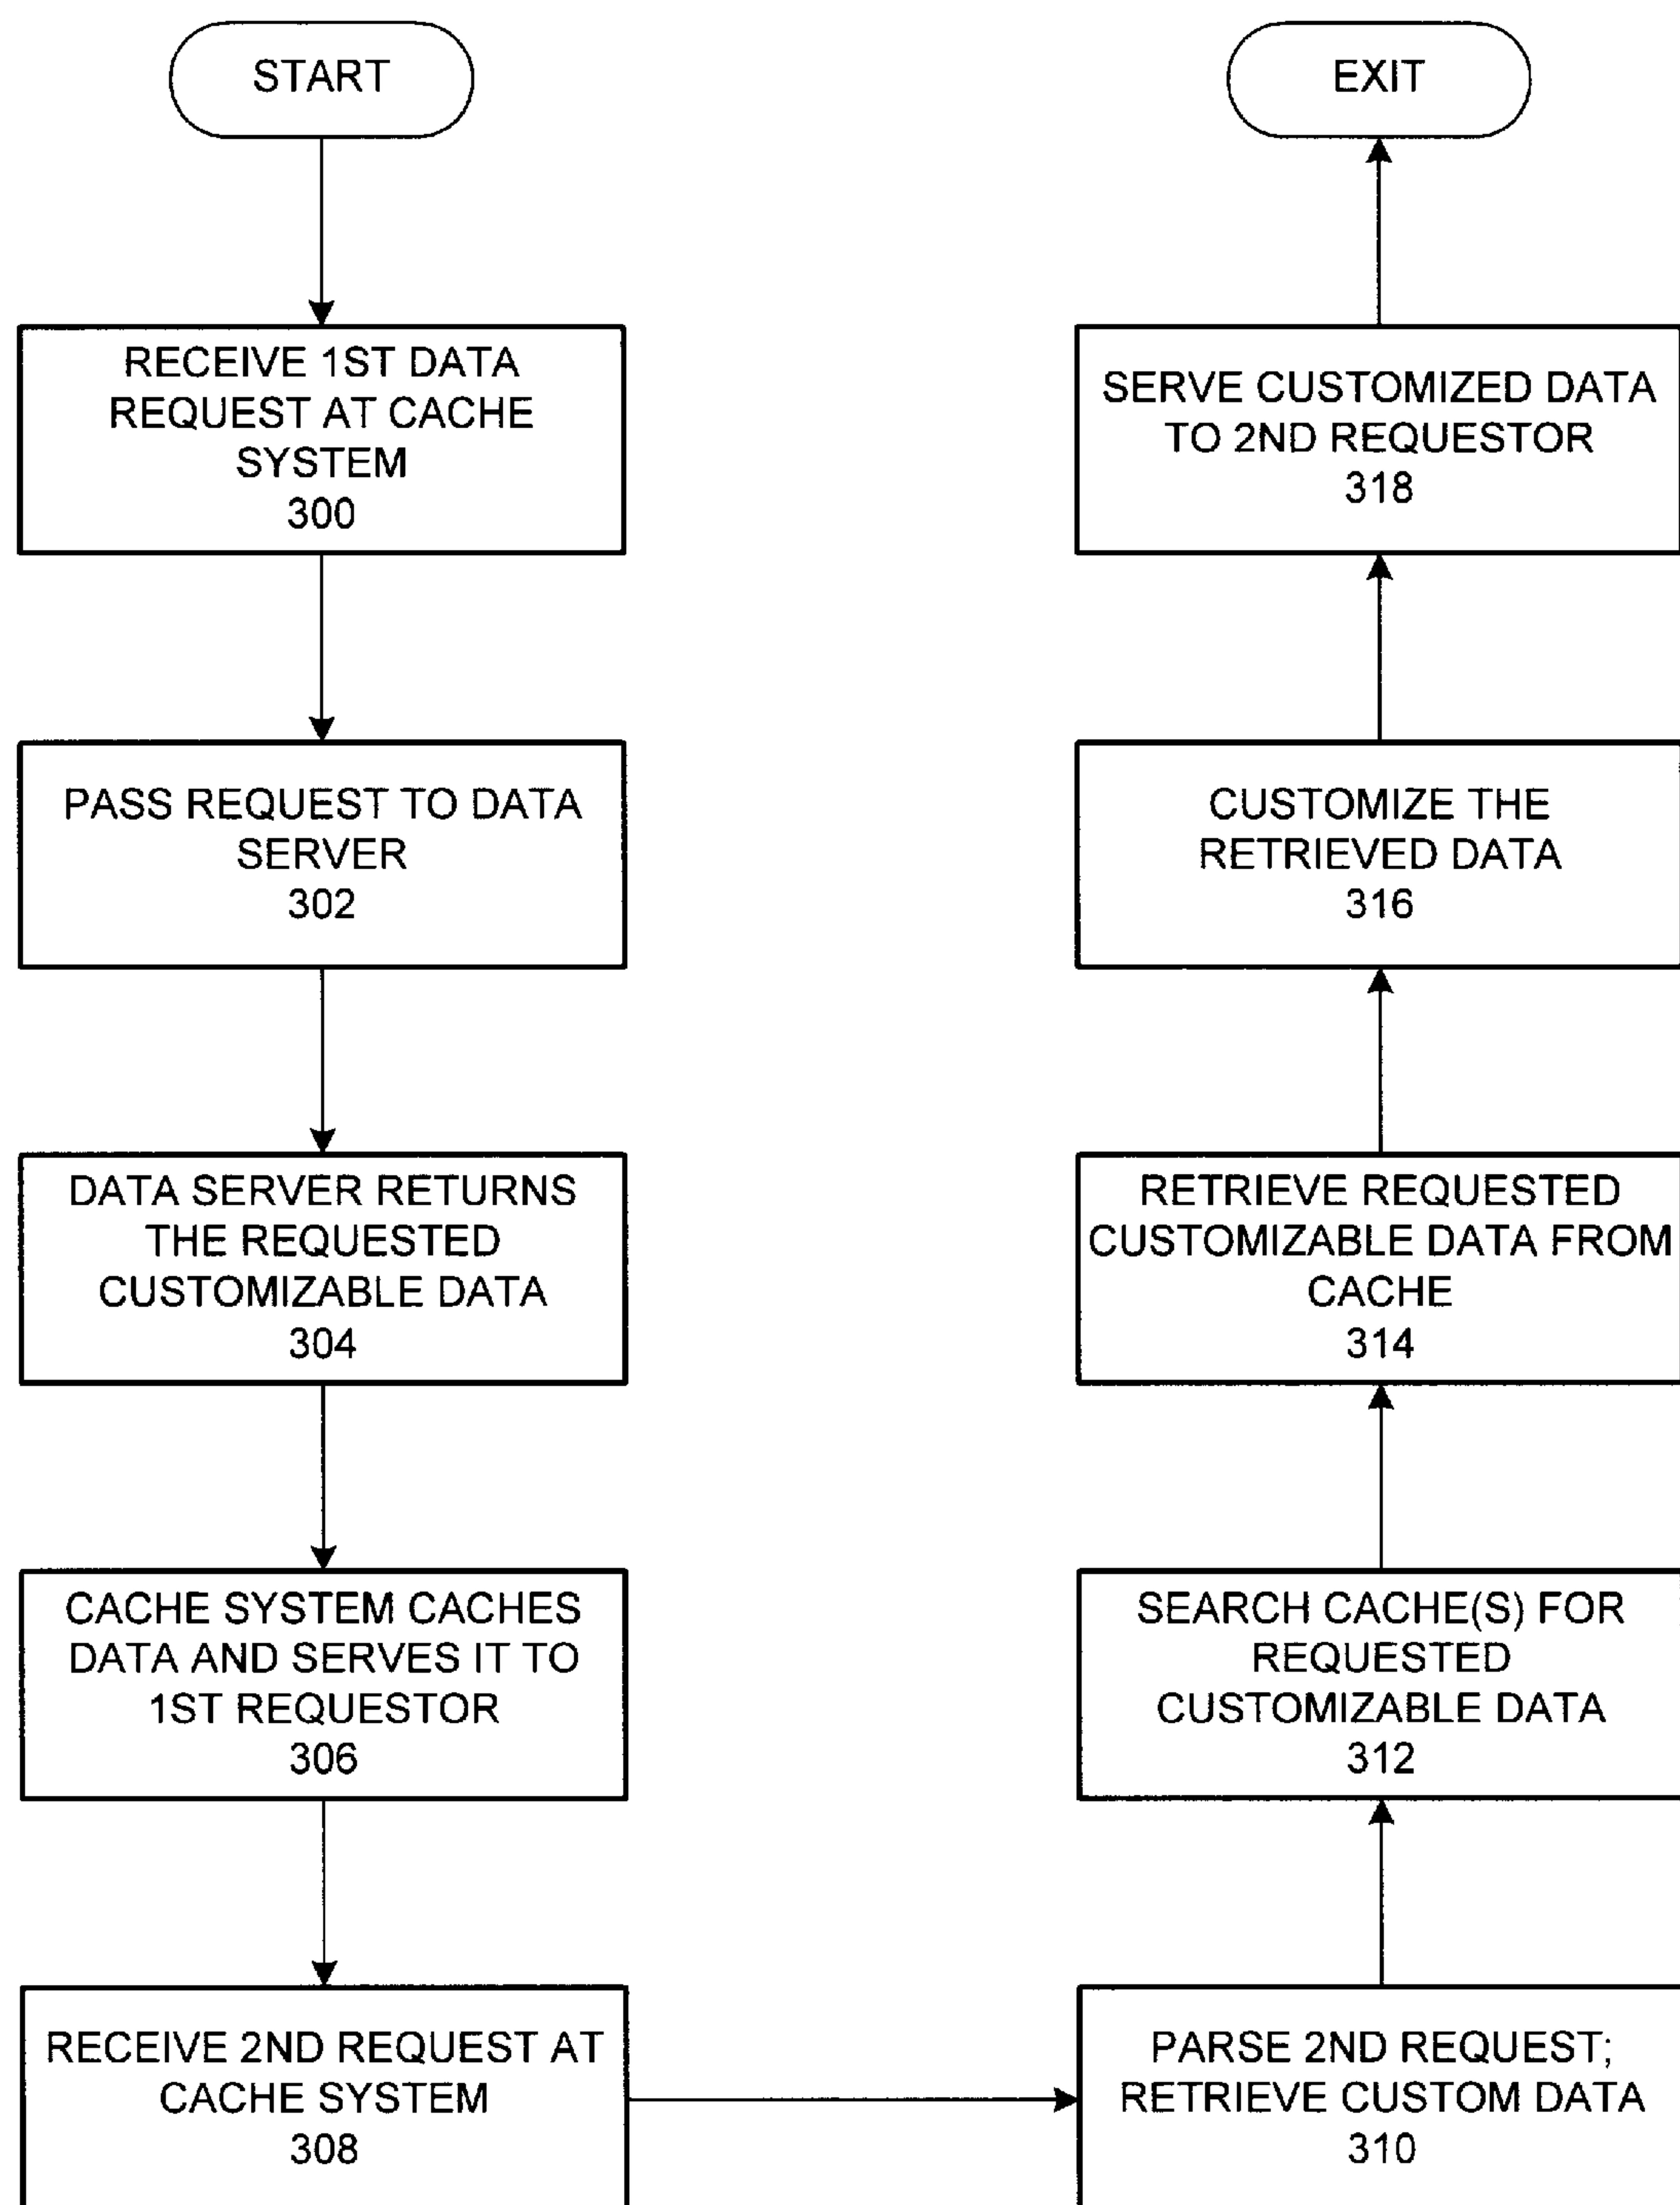 START
RECEIVE 1ST DATA
REQUEST AT CACHE
SYSTEM
300
PASS REQUEST TO DATA
SERVER
302
DATA SERVER RETURNS
THE REQUESTED
CUSTOMIZABLE DATA
304
CACHE SYSTEM CACHES
DATA AND SERVES IT TO
1ST REQUESTOR
306
RECEIVE 2ND REQUEST AT
CACHE SYSTEM
308
PARSE 2ND REQUEST;
RETRIEVE CUSTOM DATA
310
SEARCH CACHE(S) FOR
REQUESTED
CUSTOMIZABLE DATA
312
RETRIEVE REQUESTED
CUSTOMIZABLE DATA FROM
CACHE
314
CUSTOMIZE THE
RETRIEVED DATA
316
SERVE CUSTOMIZED DATA
TO 2ND REQUESTOR
318
EXIT